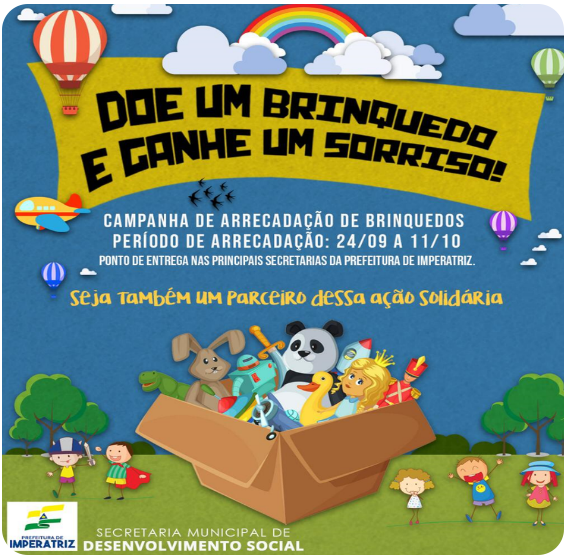 DOE UM BRINQUEDO
E GANHE UM SORRISO!
CAMPANHA DE ARRECADAÇÃO DE BRINQUEDOS
PERÍODO DE ARRECADAÇÃO: 24/09 A 11/10
PONTO DE ENTREGA NAS PRINCIPAIS SECRETARIAS DA PREFEITURA DE IMPERATRIZ.
Seja também um parceiro dessa ação solidária
PREFEITURA DE
IMPERATRIZ
SECRETARIA MUNICIPAL DE
DESENVOLVIMENTO SOCIAL